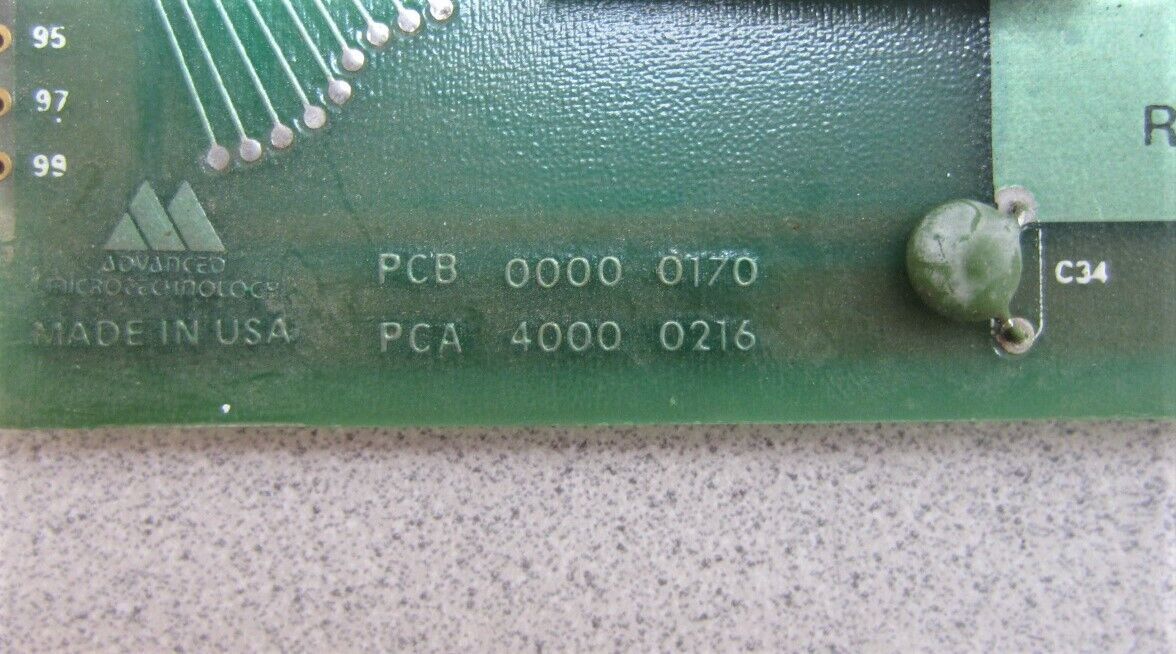 95
97
99
R
ADVANCED
MICROTECHNOLOGY
MADE IN USA
PCB 0000 0170
PCA 4000 0216
C34